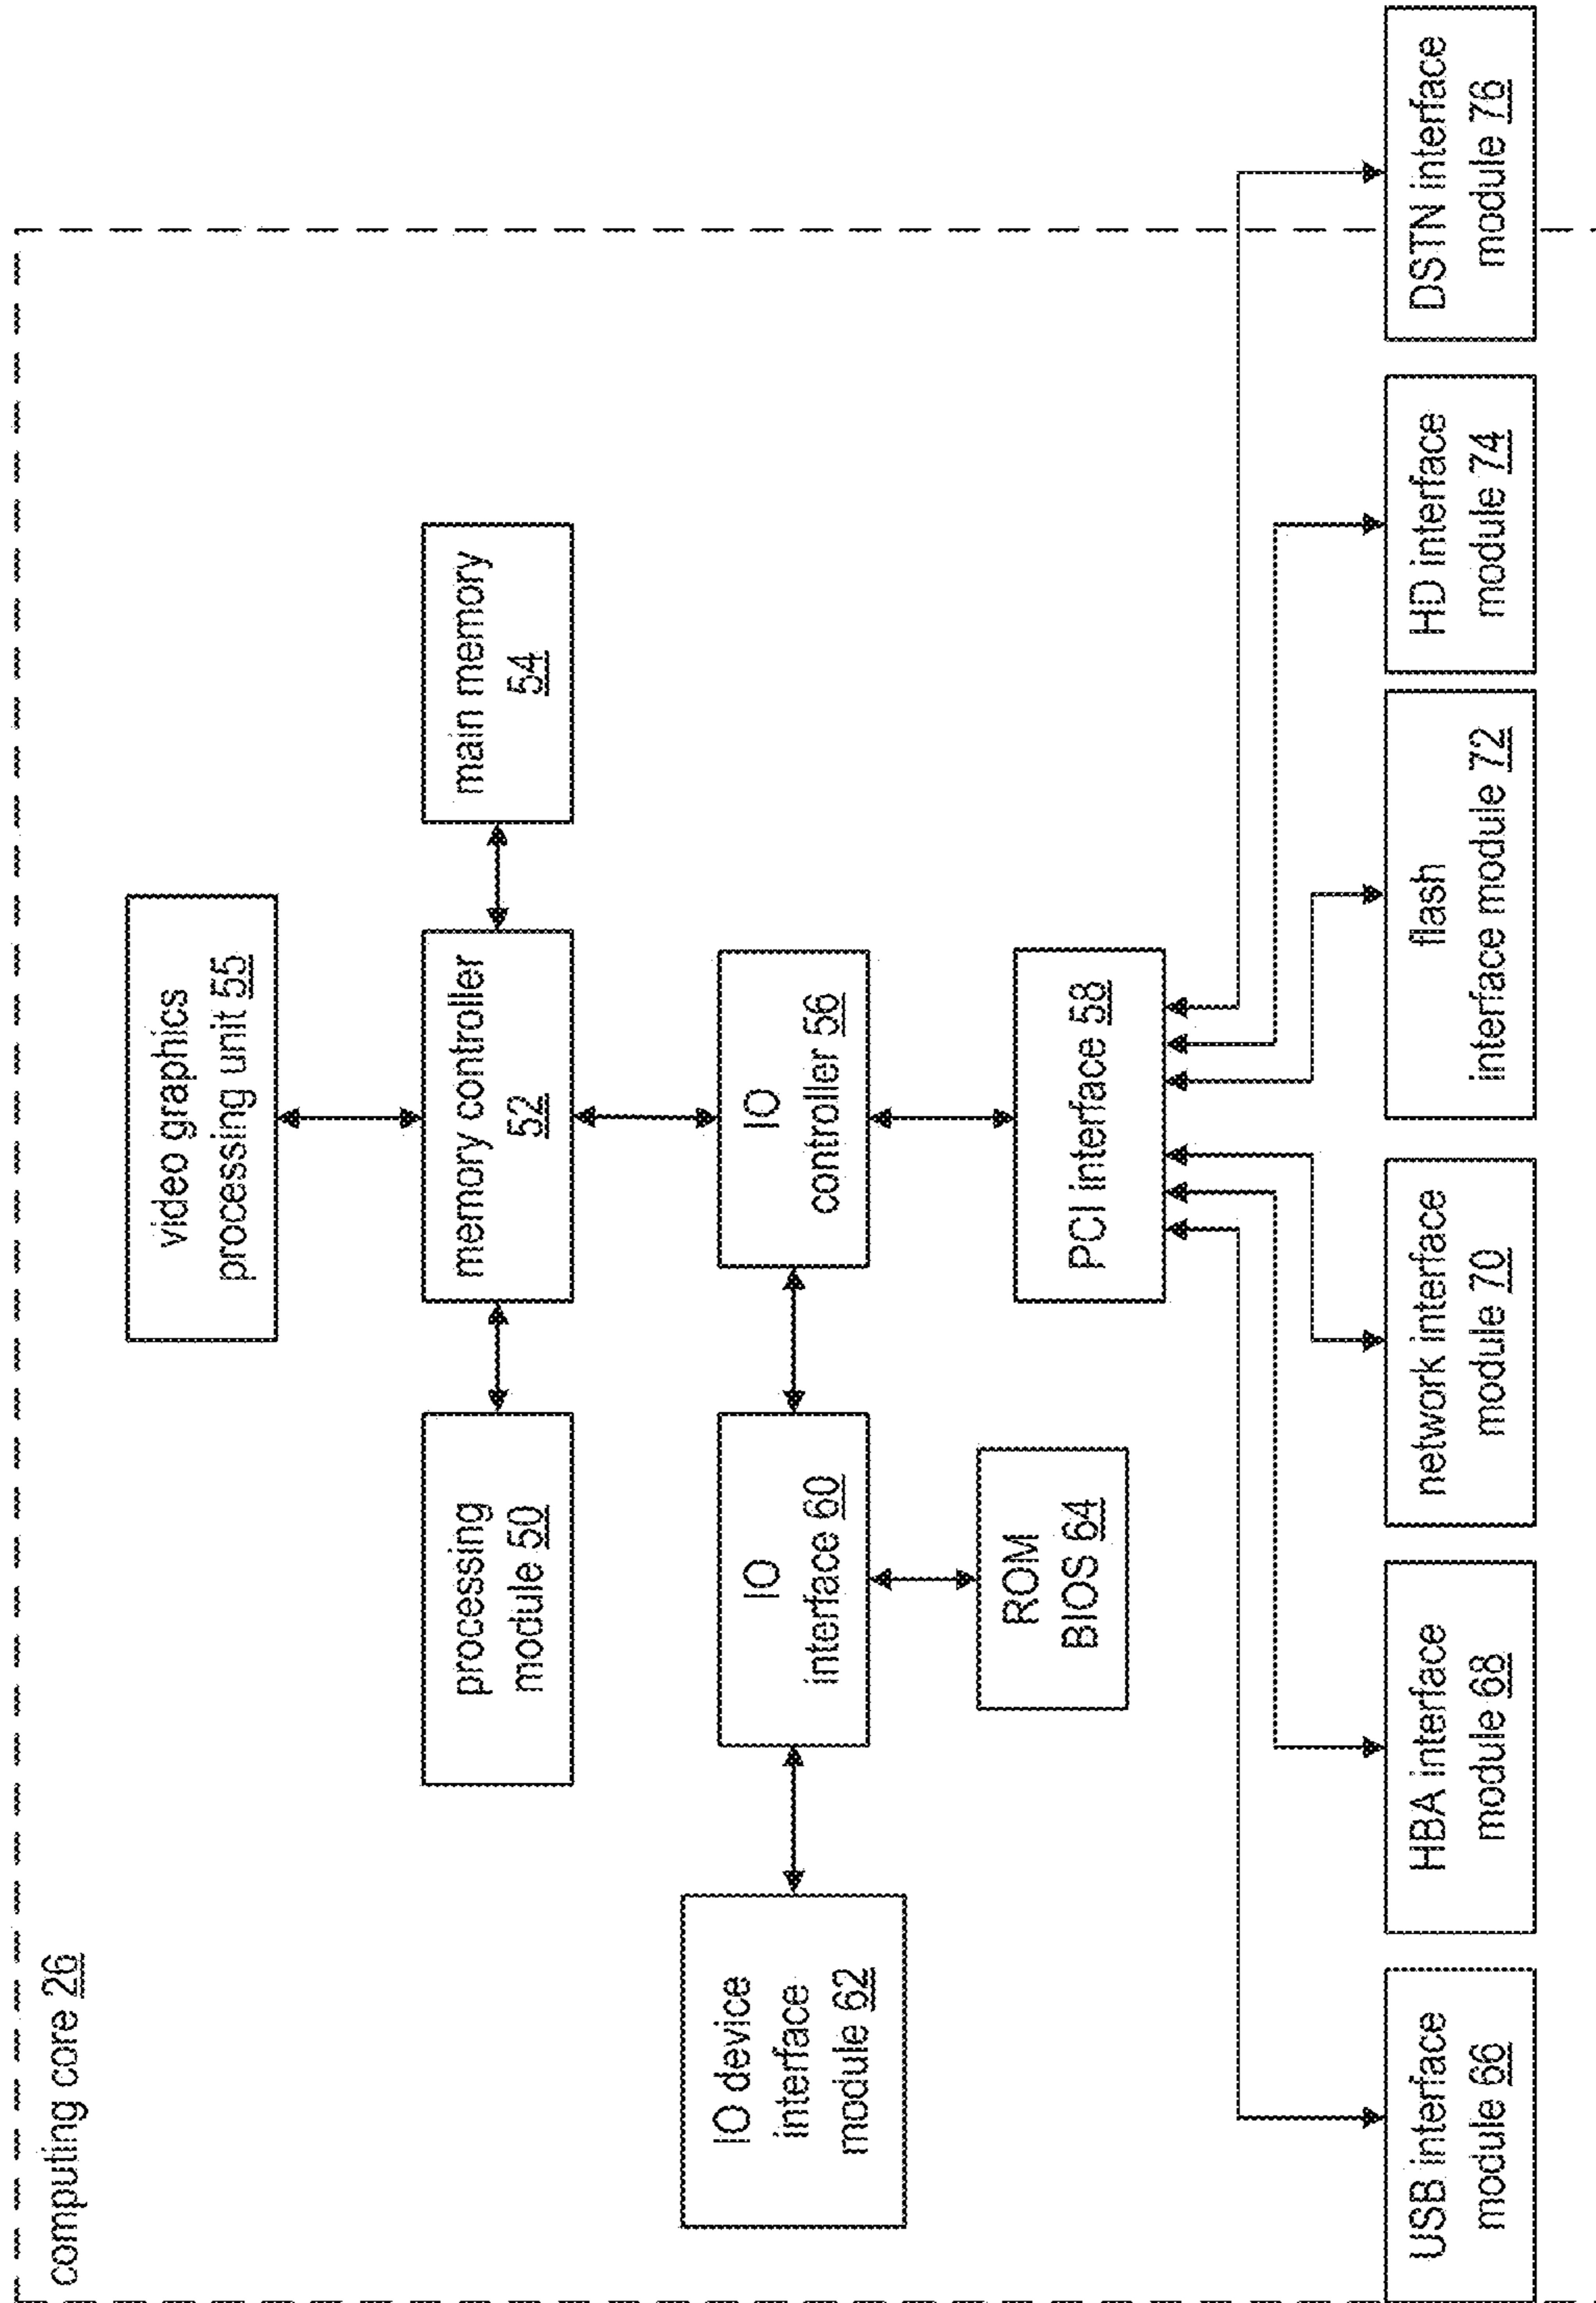 computing core 26
video graphics
processing unit 55
processing
module 50
memory controller
52
main memory
54
IO device
interface
module 62
IO
interface 60
IO
controller 56
ROM
BIOS 64
PCI interface 58
USB interface
module 66
HBA interface
module 68
network interface
module 70
flash
interface module 72
HD interface
module 74
DSTN interface
module 76